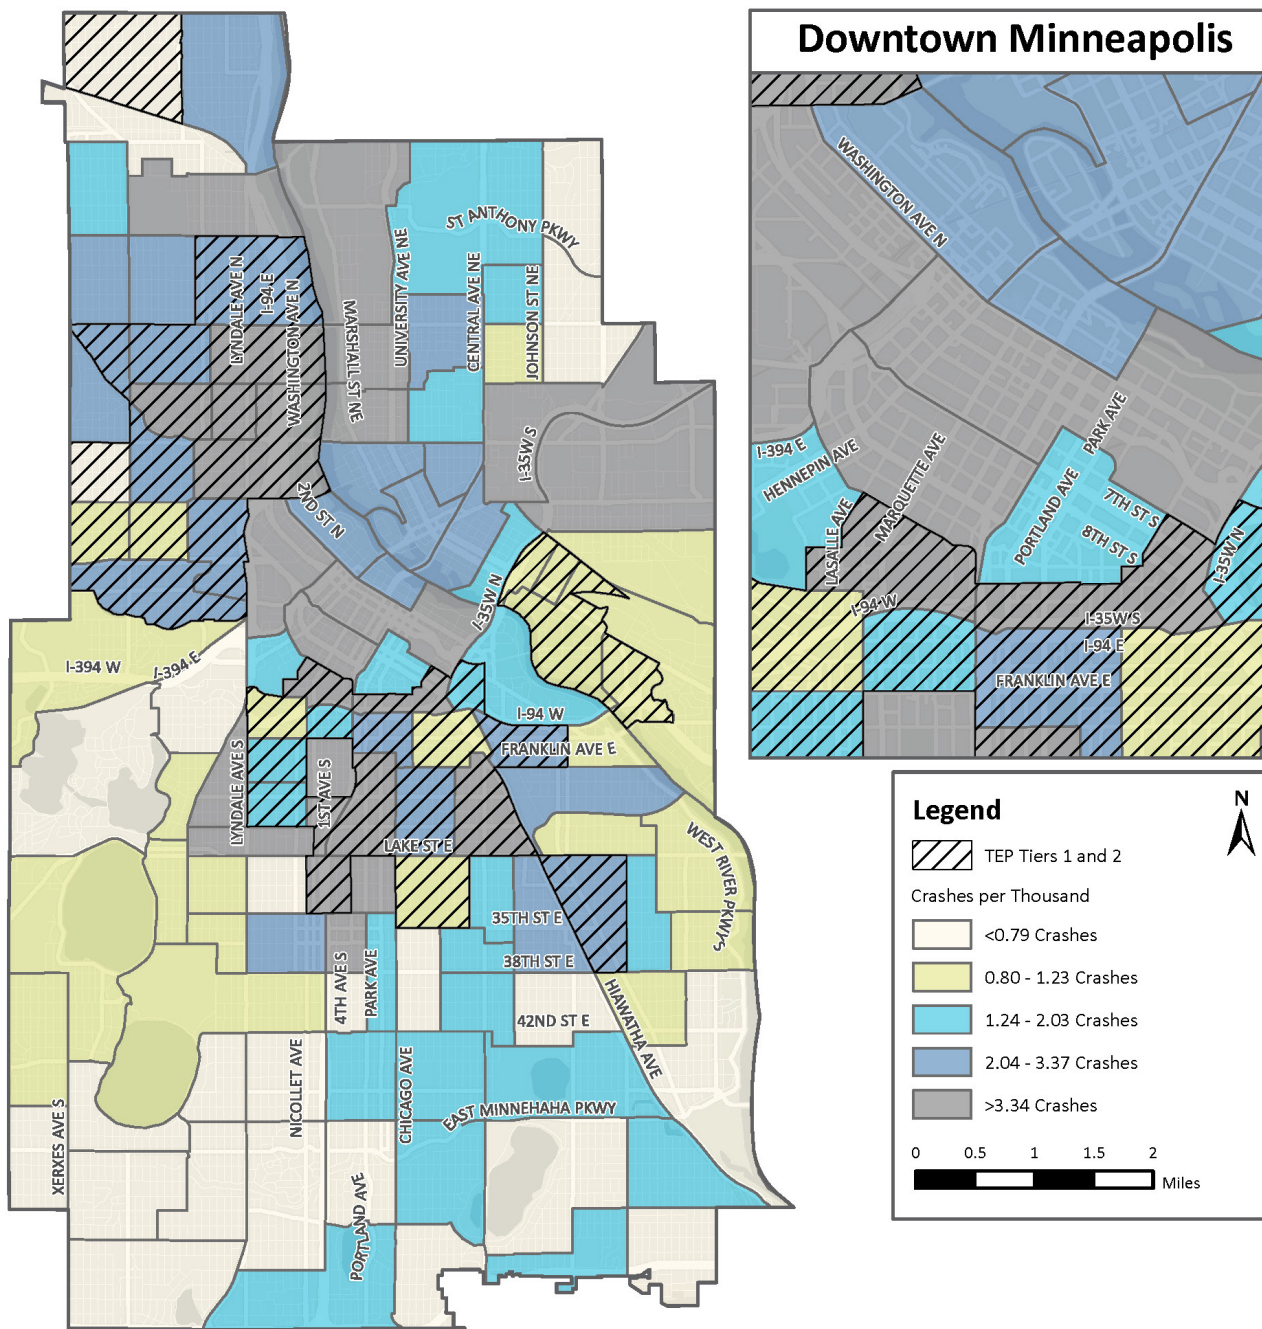 Downtown Minneapolis
WASHINGTON AVE N
I-394 E
HENNEPIN AVE
LASALLE AVE
MARQUETTE AVE
PARK AVE
PORTLAND AVE
7TH ST S
8TH ST S
I-35W N
I-94 W
I-35W S
I-94 E
FRANKLIN AVE E
ST ANTHONY PKWY
LYNDALE AVE N
I-94 E
WASHINGTON AVE N
MARSHALL ST NE
UNIVERSITY AVE NE
CENTRAL AVE NE
JOHNSON ST NE
I-35W S
2ND ST N
I-35W N
I-394 W
I-394 E
I-94 W
FRANKLIN AVE E
LYNDALE AVE S
1ST AVE S
LAKE ST E
WEST RIVER PKWY S
35TH ST E
38TH ST E
4TH AVE S
PARK AVE
42ND ST E
HIAWATHA AVE
NICOLLET AVE
CHICAGO AVE
EAST MINNEHAHA PKWY
XERXES AVE S
PORTLAND AVE
Legend
N
TEP Tiers 1 and 2
Crashes per Thousand
<0.79 Crashes
0.80 - 1.23 Crashes
1.24 - 2.03 Crashes
2.04 - 3.37 Crashes
>3.34 Crashes
0 0.5 1 1.5 2
Miles